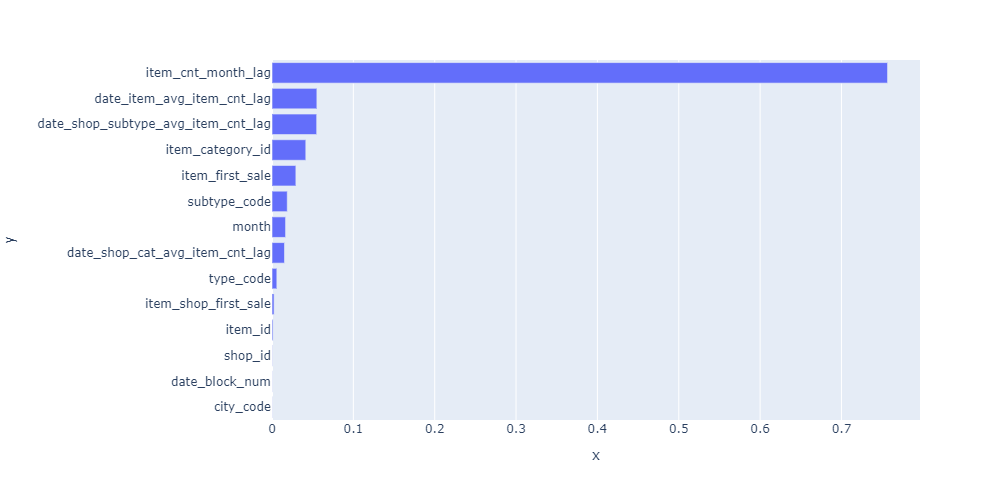 item_cnt_month_lag
date_item_avg_item_cnt_lag
date_shop_subtype_avg_item_cnt_lag
item_category_id
item_first_sale
subtype_code
month
date_shop_cat_avg_item_cnt_lag
type_code
item_shop_first_sale
item_id
shop_id
date_block_num
city_code
y
0 0.1 0.2 0.3 0.4 0.5 0.6 0.7
x